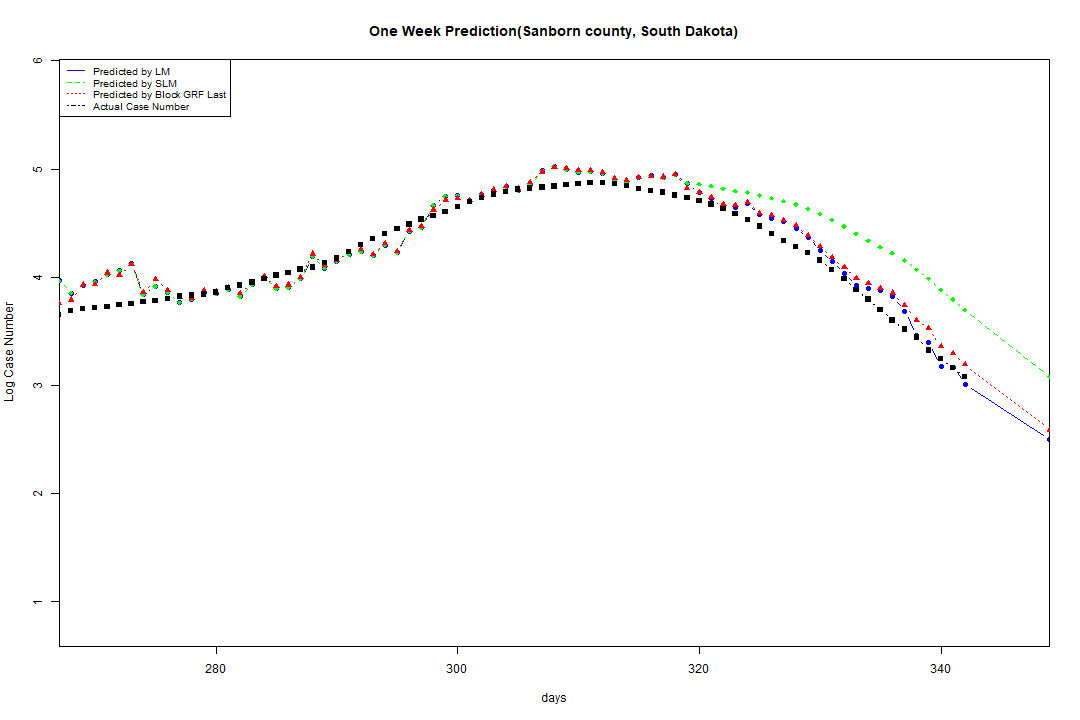 One Week Prediction(Sanborn county, South Dakota)
Predicted by LM
Predicted by SLM
Predicted by Block GRF Last
Actual Case Number
6
5
4
3
2
1
Log Case Number
280
300
320
340
days